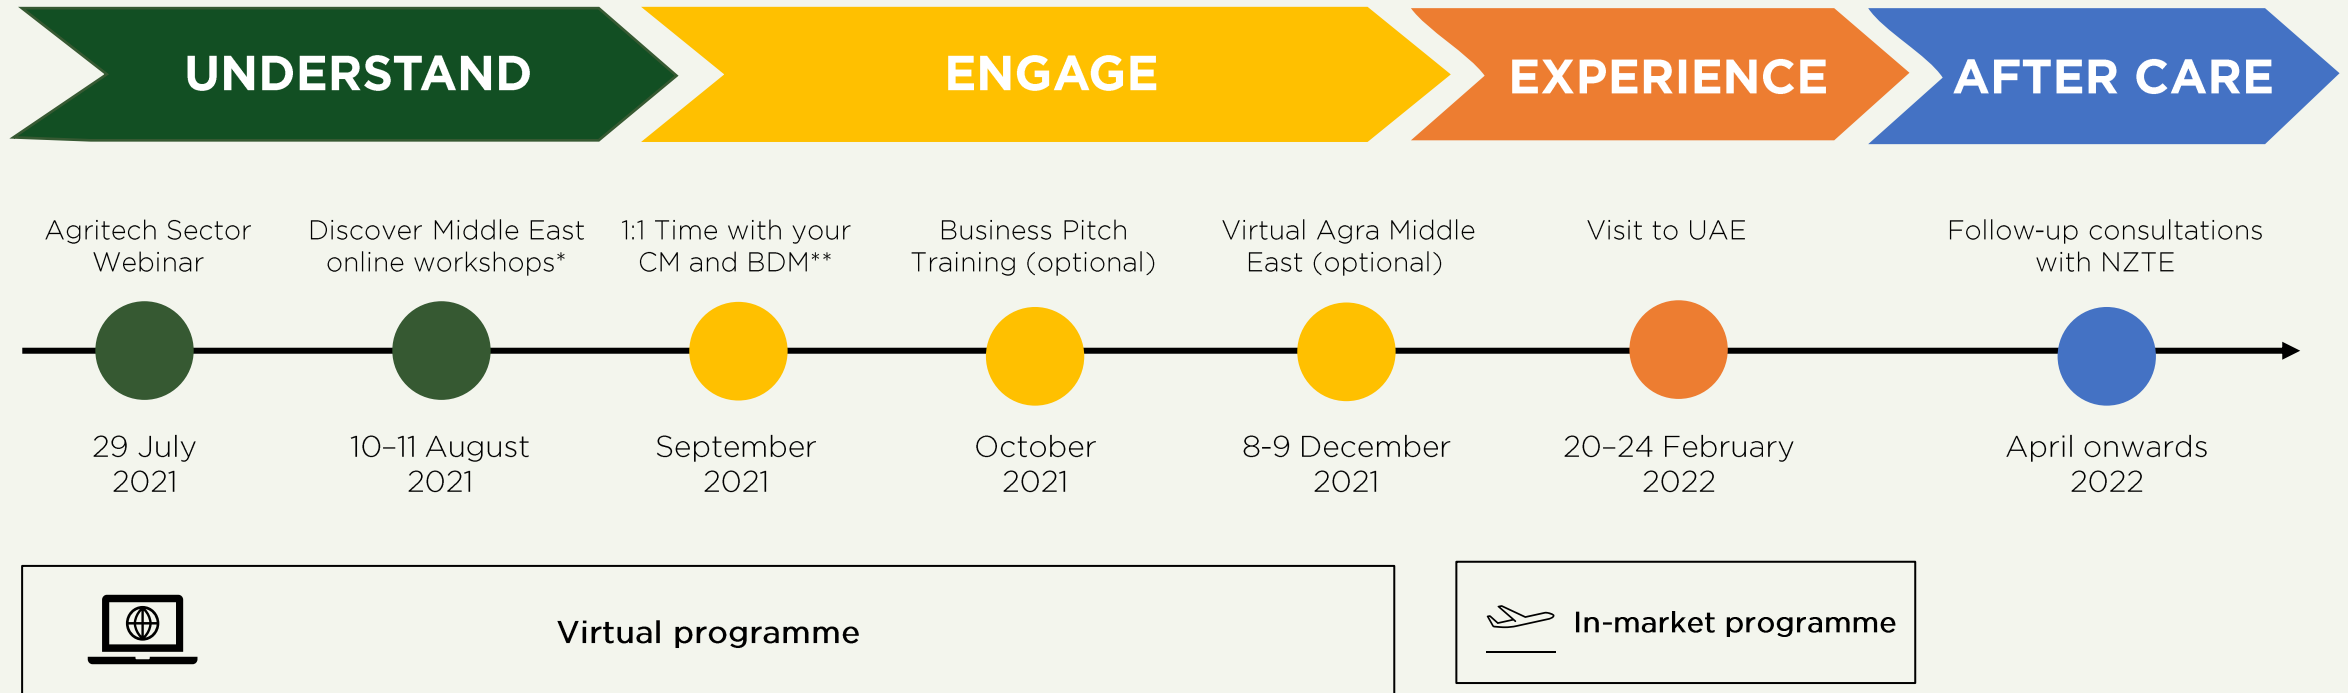 UNDERSTAND
ENGAGE
EXPERIENCE
AFTER CARE
Agritech Sector
Webinar
Discover Middle East
online workshops*
1:1 Time with your
CM and BDM**
Business Pitch
Training (optional)
Virtual Agra Middle
East (optional)
Visit to UAE
Follow-up consultations
with NZTE
29 July
2021
10–11 August
2021
September
2021
October
2021
8-9 December
2021
20–24 February
2022
April onwards
2022
Virtual programme
In-market programme